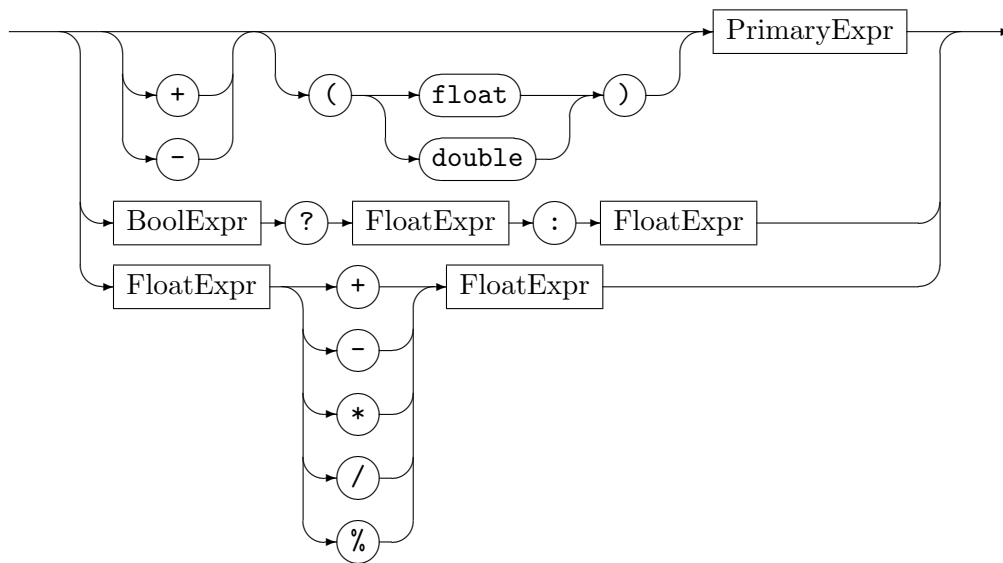 PrimaryExpr
+ ( float )
- double
BoolExpr ? FloatExpr : FloatExpr
FloatExpr + FloatExpr
-
*
/
%